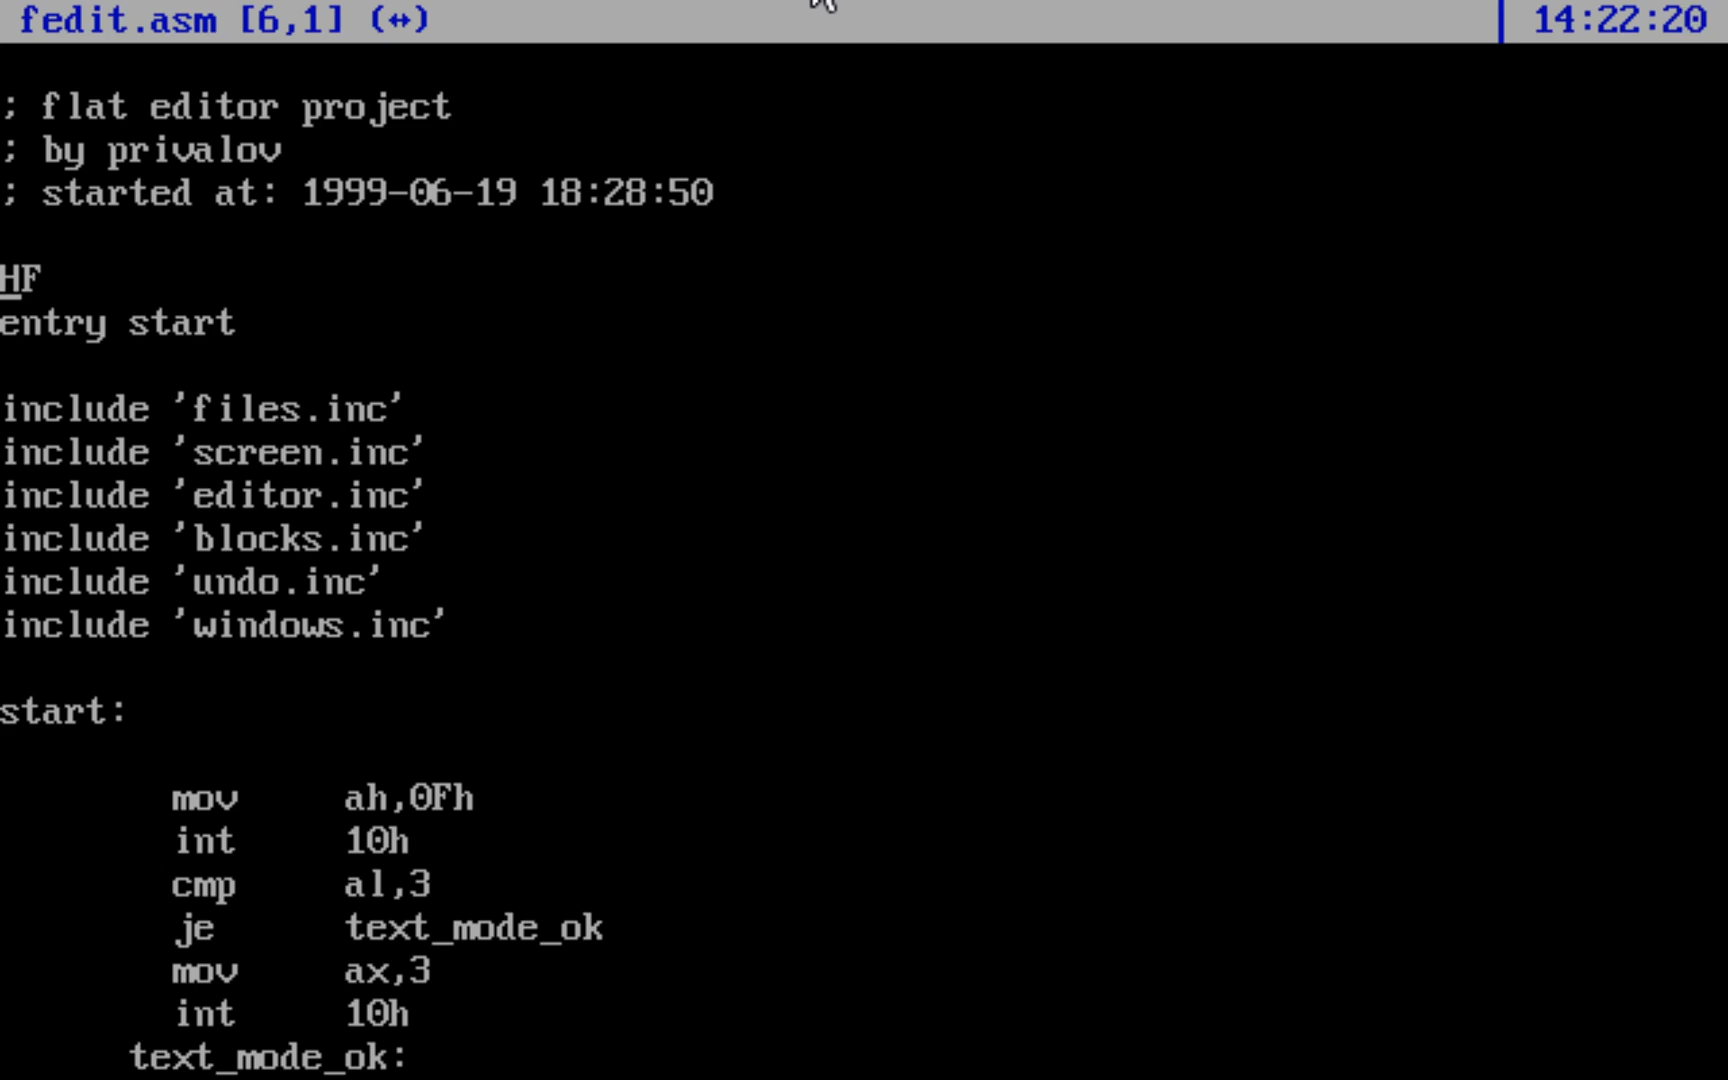 fedit.asm [6,1] (↔) 14:22:20
; flat editor project
; by privalov
; started at: 1999-06-19 18:28:50
HF
entry start
include 'files.inc'
include 'screen.inc'
include 'editor.inc'
include 'blocks.inc'
include 'undo.inc'
include 'windows.inc'
start:
mov ah,0Fh
int 10h
cmp al,3
je text_mode_ok
mov ax,3
int 10h
text_mode_ok: